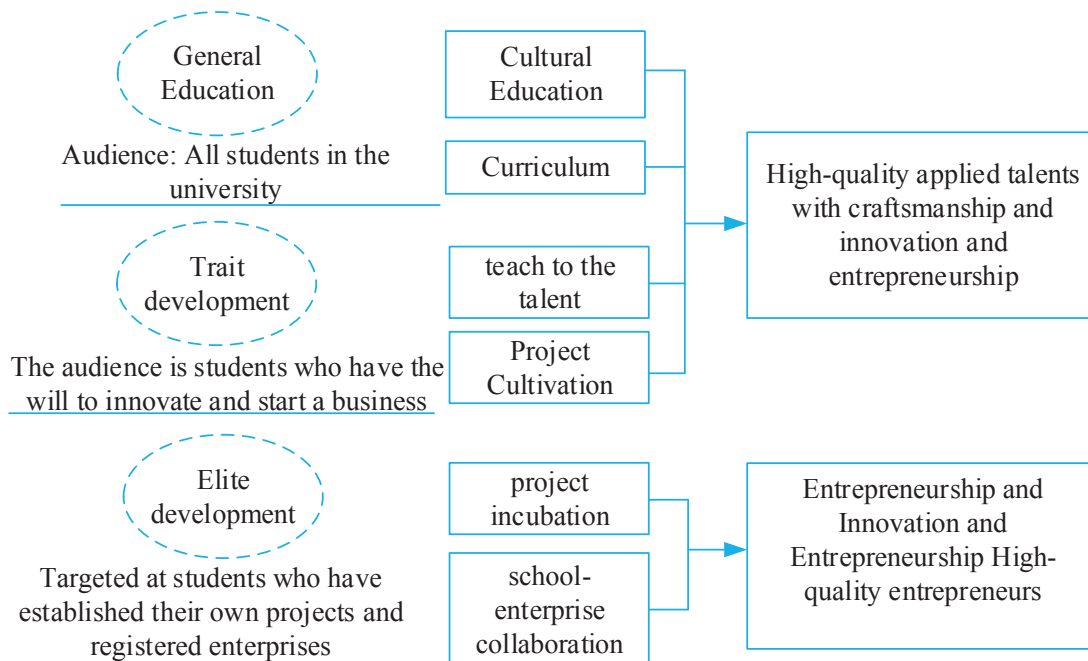 General
Education
Audience: All students in the
university
Cultural
Education
Curriculum
High-quality applied talents
with craftsmanship and
innovation and
entrepreneurship
Trait
development
The audience is students who have the
will to innovate and start a business
teach to the
talent
Project
Cultivation
Elite
development
Targeted at students who have
established their own projects and
registered enterprises
project
incubation
school-
enterprise
collaboration
Entrepreneurship and
Innovation and
Entrepreneurship High-
quality entrepreneurs